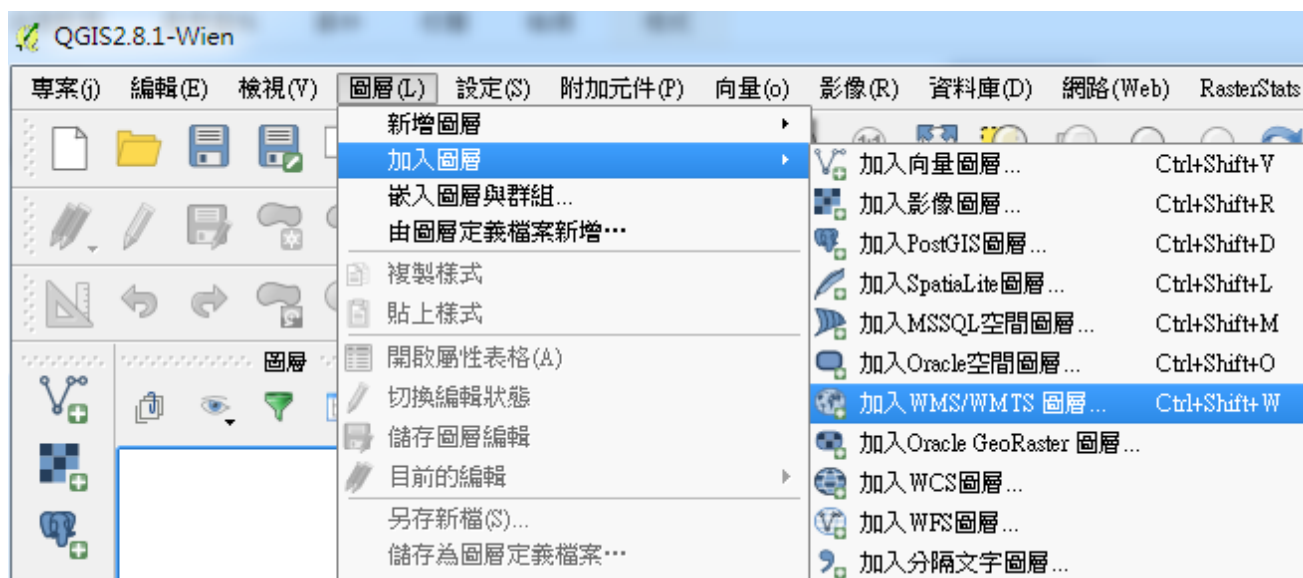 QGIS2.8.1-Wien
專案(j) 編輯(E) 檢視(V) 圖層(L) 設定(S) 附加元件(P) 向量(o) 影像(R) 資料庫(D) 網路(Web) RasterStats
新增圖層
加入圖層
嵌入圖層與群組...
由圖層定義檔案新增…
複製樣式
貼上樣式
開啟屬性表格(A)
切換編輯狀態
儲存圖層編輯
目前的編輯
另存新檔(S)...
儲存為圖層定義檔案…
加入向量圖層... Ctrl+Shift+V
加入影像圖層... Ctrl+Shift+R
加入PostGIS圖層... Ctrl+Shift+D
加入SpatiaLite圖層... Ctrl+Shift+L
加入MSSQL空間圖層... Ctrl+Shift+M
加入Oracle空間圖層... Ctrl+Shift+O
加入WMS/WMTS 圖層... Ctrl+Shift+W
加入Oracle GeoRaster 圖層...
加入WCS圖層...
加入WFS圖層...
加入分隔文字圖層...
圖層